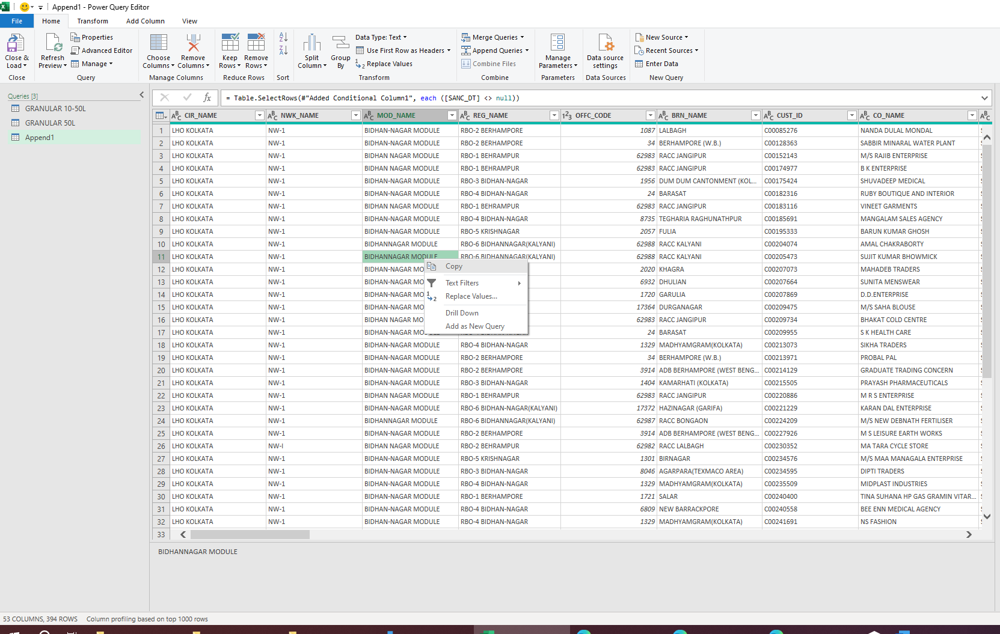 Append1 - Power Query Editor
File Home Transform Add Column View
Close & Load
Close
Refresh Preview
Properties
Advanced Editor
Manage
Query
Choose Columns
Remove Columns
Manage Columns
Keep Rows
Remove Rows
Reduce Rows
Sort
Split Column
Group By
Data Type: Text
Use First Row as Headers
Replace Values
Transform
Merge Queries
Append Queries
Combine Files
Combine
Manage Parameters
Parameters
Data source settings
Data Sources
New Source
Recent Sources
Enter Data
New Query
Queries [3]
GRANULAR 10-50L
GRANULAR 50L
Append1
fx = Table.SelectRows(#"Added Conditional Column1", each ([SANC_DT] <> null))
CIR_NAME NWK_NAME MOD_NAME REG_NAME OFFC_CODE BRN_NAME CUST_ID CO_NAME
1 LHO KOLKATA NW-1 BIDHAN-NAGAR MODULE RBO-2 BERHAMPORE 1087 LALBAGH C00085276 NANDA DULAL MONDAL
2 LHO KOLKATA NW-1 BIDHAN-NAGAR MODULE RBO-2 BERHAMPORE 34 BERHAMPORE (W.B.) C00128363 SABBIR MINARAL WATER PLANT
3 LHO KOLKATA NW-1 BIDHAN NAGAR MODULE RBO-1 BEHRAMPUR 62983 RACC JANGIPUR C00152143 M/S RAJIB ENTERPRISE
4 LHO KOLKATA NW-1 BIDHAN NAGAR MODULE RBO-1 BEHRAMPUR 62983 RACC JANGIPUR C00174977 B K ENTERPRISE
5 LHO KOLKATA NW-1 BIDHAN-NAGAR MODULE RBO-3 BIDHAN-NAGAR 1956 DUM DUM CANTONMENT (KOL... C00175424 SHUVADEEP MEDICAL
6 LHO KOLKATA NW-1 BIDHAN-NAGAR MODULE RBO-4 BIDHAN-NAGAR 24 BARASAT C00182316 RUBY BOUTIQUE AND INTERIOR
7 LHO KOLKATA NW-1 BIDHAN NAGAR MODULE RBO-1 BEHRAMPUR 62983 RACC JANGIPUR C00183116 VINEET GARMENTS
8 LHO KOLKATA NW-1 BIDHAN-NAGAR MODULE RBO-4 BIDHAN-NAGAR 8735 TEGHARIA RAGHUNATHPUR C00185691 MANGALAM SALES AGENCY
9 LHO KOLKATA NW-1 BIDHAN-NAGAR MODULE RBO-5 KRISHNAGAR 2057 FULIA C00195333 BARUN KUMAR GHOSH
10 LHO KOLKATA NW-1 BIDHANNAGAR MODULE RBO-6 BIDHANNAGAR(KALYANI) 62988 RACC KALYANI C00204074 AMAL CHAKRABORTY
11 LHO KOLKATA NW-1 BIDHANNAGAR MODULE RBO-6 BIDHANNAGAR(KALYANI) 62988 RACC KALYANI C00205473 SUJIT KUMAR BHOWMICK
12 LHO KOLKATA NW-1 BIDHAN-NAGAR MO 2020 KHAGRA C00207073 MAHADEB TRADERS
13 LHO KOLKATA NW-1 BIDHAN-NAGAR MO 6932 DHULIAN C00207664 SUNITA MENSWEAR
14 LHO KOLKATA NW-1 BIDHAN-NAGAR MO 1720 GARULIA C00207869 D.D.ENTERPRISE
15 LHO KOLKATA NW-1 BIDHAN-NAGAR MO 17364 DURGANAGAR C00209475 M/S SAHA BLOUSE
16 LHO KOLKATA NW-1 BIDHAN NAGAR MO 62983 RACC JANGIPUR C00209734 BHAKAT COLD CENTRE
17 LHO KOLKATA NW-1 BIDHAN-NAGAR MO 24 BARASAT C00209955 S K HEALTH CARE
Copy
Text Filters
Replace Values...
Drill Down
Add as New Query
18 LHO KOLKATA NW-1 BIDHAN-NAGAR MODULE RBO-4 BIDHAN-NAGAR 1329 MADHYAMGRAM(KOLKATA) C00213073 SIKHA TRADERS
19 LHO KOLKATA NW-1 BIDHAN-NAGAR MODULE RBO-2 BERHAMPORE 34 BERHAMPORE (W.B.) C00213971 PROBAL PAL
20 LHO KOLKATA NW-1 BIDHAN-NAGAR MODULE RBO-2 BERHAMPORE 3914 ADB BERHAMPORE (WEST BENG... C00214129 GRADUATE TRADING CONCERN
21 LHO KOLKATA NW-1 BIDHAN-NAGAR MODULE RBO-3 BIDHAN-NAGAR 1404 KAMARHATI (KOLKATA) C00215505 PRAYASH PHARMACEUTICALS
22 LHO KOLKATA NW-1 BIDHAN NAGAR MODULE RBO-1 BEHRAMPUR 62983 RACC JANGIPUR C00220886 M R S ENTERPRISE
23 LHO KOLKATA NW-1 BIDHAN-NAGAR MODULE RBO-6 BIDHAN-NAGAR(KALYANI) 17372 HAZINAGAR (GARIFA) C00221229 KARAN DAL ENTERPRISE
24 LHO KOLKATA NW-1 BIDHANNAGAR MODULE RBO-6 BIDHANNAGAR(KALYANI) 62987 RACC BONGAON C00224209 M/S NEW DEBNATH FERTILISER
25 LHO KOLKATA NW-1 BIDHAN-NAGAR MODULE RBO-2 BERHAMPORE 3914 ADB BERHAMPORE (WEST BENG... C00227926 M S LEISURE EARTH WORKS
26 LHO KOLKATA NW-I BIDHAN NAGAR MODULE RBO-2 BEHRAMPUR 62982 RACC LALBAGH C00230352 MA TARA CYCLE STORE
27 LHO KOLKATA NW-1 BIDHAN-NAGAR MODULE RBO-5 KRISHNAGAR 1301 BIRNAGAR C00234576 M/S MAA MANAGALA ENTERPRISE
28 LHO KOLKATA NW-1 BIDHAN-NAGAR MODULE RBO-3 BIDHAN-NAGAR 8046 AGARPARA(TEXMACO AREA) C00234595 DIPTI TRADERS
29 LHO KOLKATA NW-1 BIDHAN-NAGAR MODULE RBO-4 BIDHAN-NAGAR 1329 MADHYAMGRAM(KOLKATA) C00235509 MIDPLAST INDUSTRIES
30 LHO KOLKATA NW-1 BIDHAN-NAGAR MODULE RBO-1 BERHAMPORE 1721 SALAR C00240400 TINA SUHANA HP GAS GRAMIN VITAR...
31 LHO KOLKATA NW-1 BIDHAN-NAGAR MODULE RBO-4 BIDHAN-NAGAR 6809 NEW BARRACKPORE C00240558 BEE ENN MEDICAL AGENCY
32 LHO KOLKATA NW-1 BIDHAN-NAGAR MODULE RBO-4 BIDHAN-NAGAR 1329 MADHYAMGRAM(KOLKATA) C00241691 NS FASHION
33
BIDHANNAGAR MODULE
53 COLUMNS, 394 ROWS Column profiling based on top 1000 rows